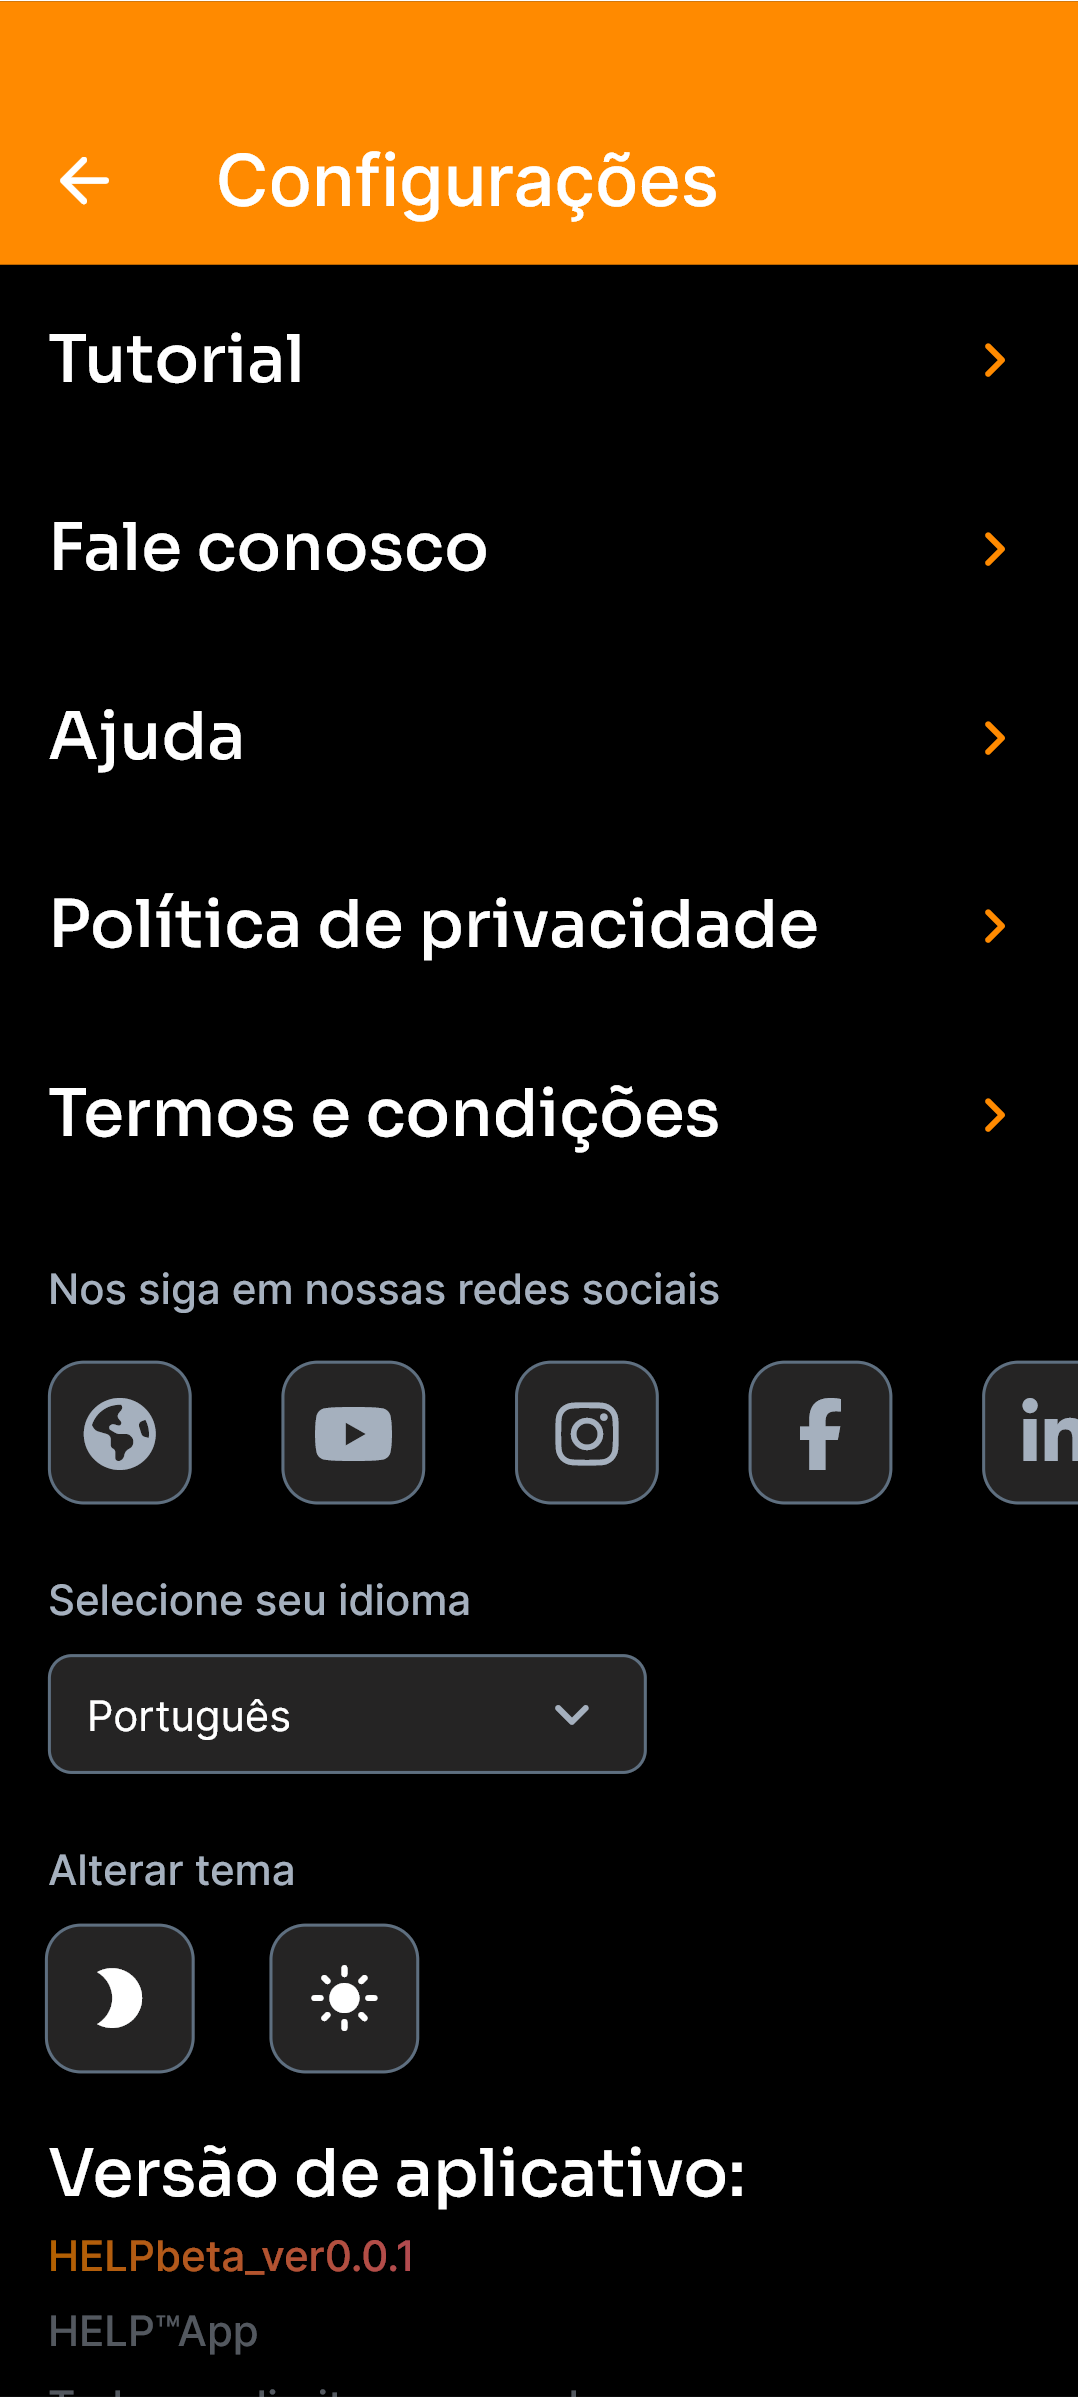 Configurações
Tutorial
Fale conosco
Ajuda
Política de privacidade
Termos e condições
Nos siga em nossas redes sociais
in
Selecione seu idioma
Português
Alterar tema
Versão de aplicativo:
HELPbeta_ver0.0.1
HELP™App